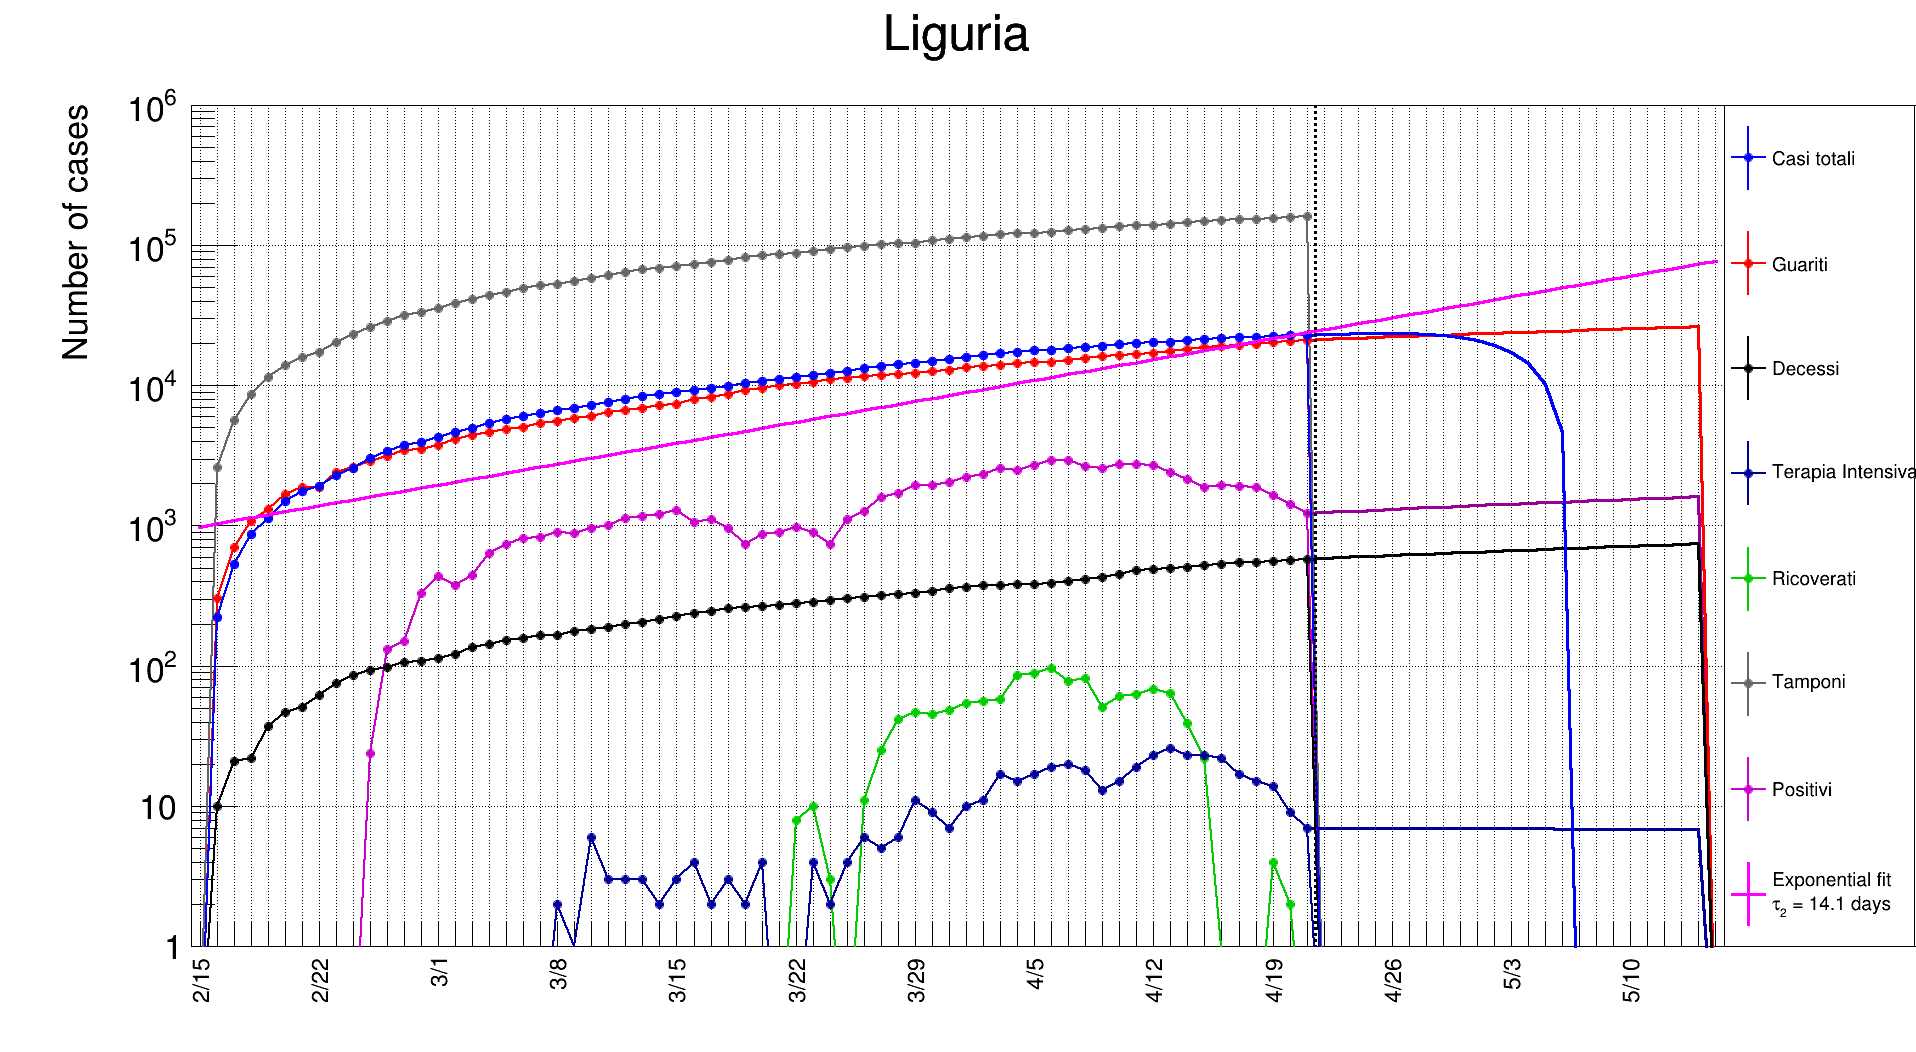 Liguria
Number of cases
10^6
10^5
10^4
10^3
10^2
10
1
2/15
2/22
3/1
3/8
3/15
3/22
3/29
4/5
4/12
4/19
4/26
5/3
5/10
Casi totali
Guariti
Decessi
Terapia Intensiva
Ricoverati
Tamponi
Positivi
Exponential fit
τ₂ = 14.1 days